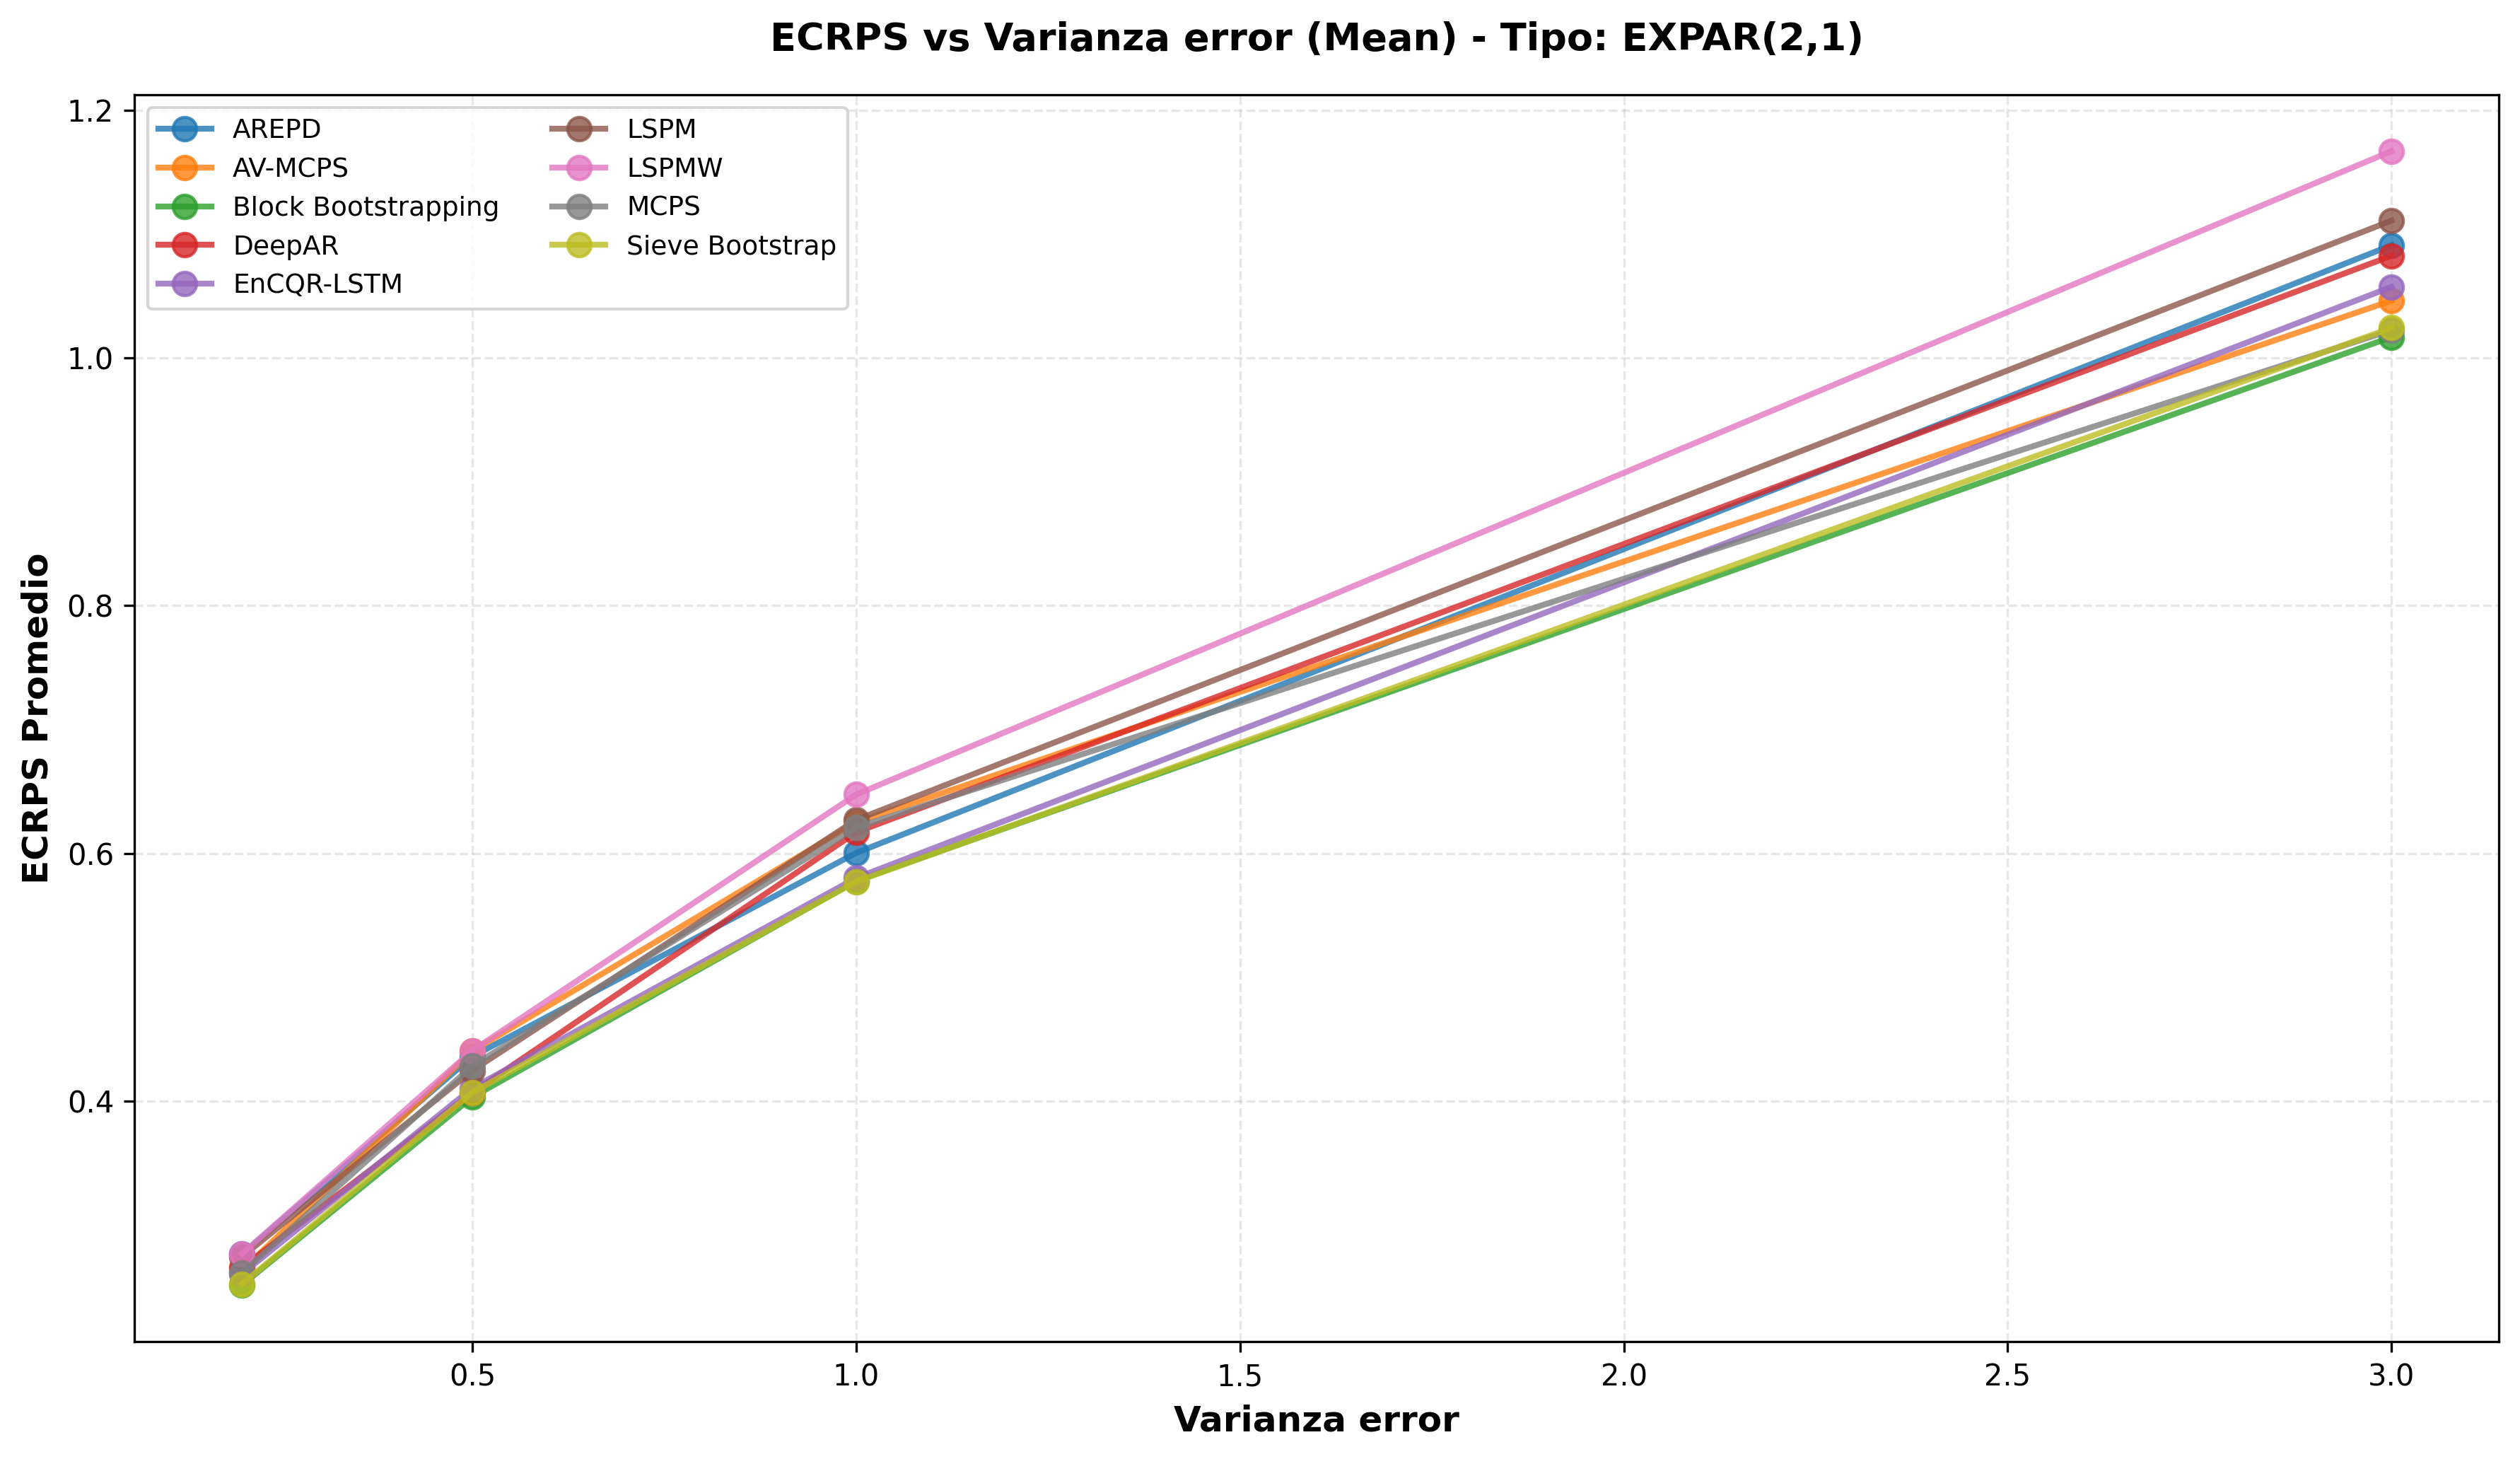 ECRPS vs Varianza error (Mean) - Tipo: EXPAR(2,1)
AREPD
AV-MCPS
Block Bootstrapping
DeepAR
EnCQR-LSTM
LSPM
LSPMW
MCPS
Sieve Bootstrap
ECRPS Promedio
1.2
1.0
0.8
0.6
0.4
0.5
1.0
1.5
2.0
2.5
3.0
Varianza error